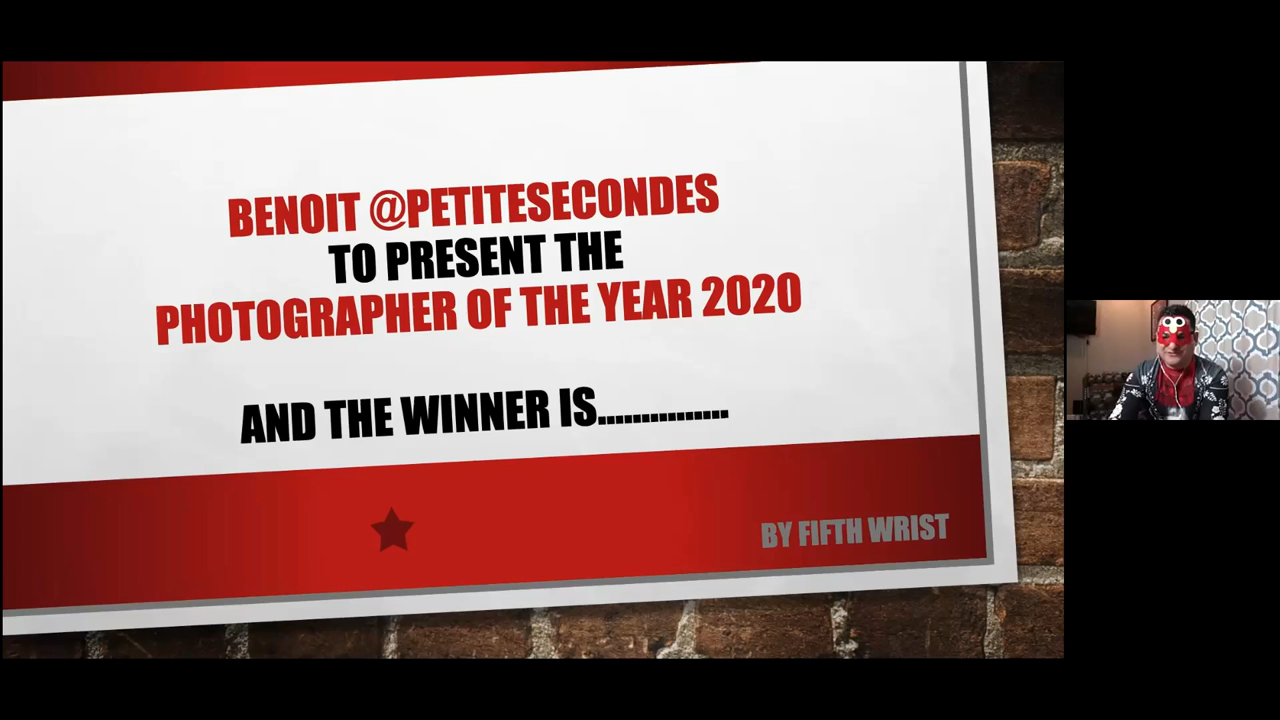 BENOIT @PETITESECONDES
TO PRESENT THE
PHOTOGRAPHER OF THE YEAR 2020
AND THE WINNER IS...............
BY FIFTH WRIST